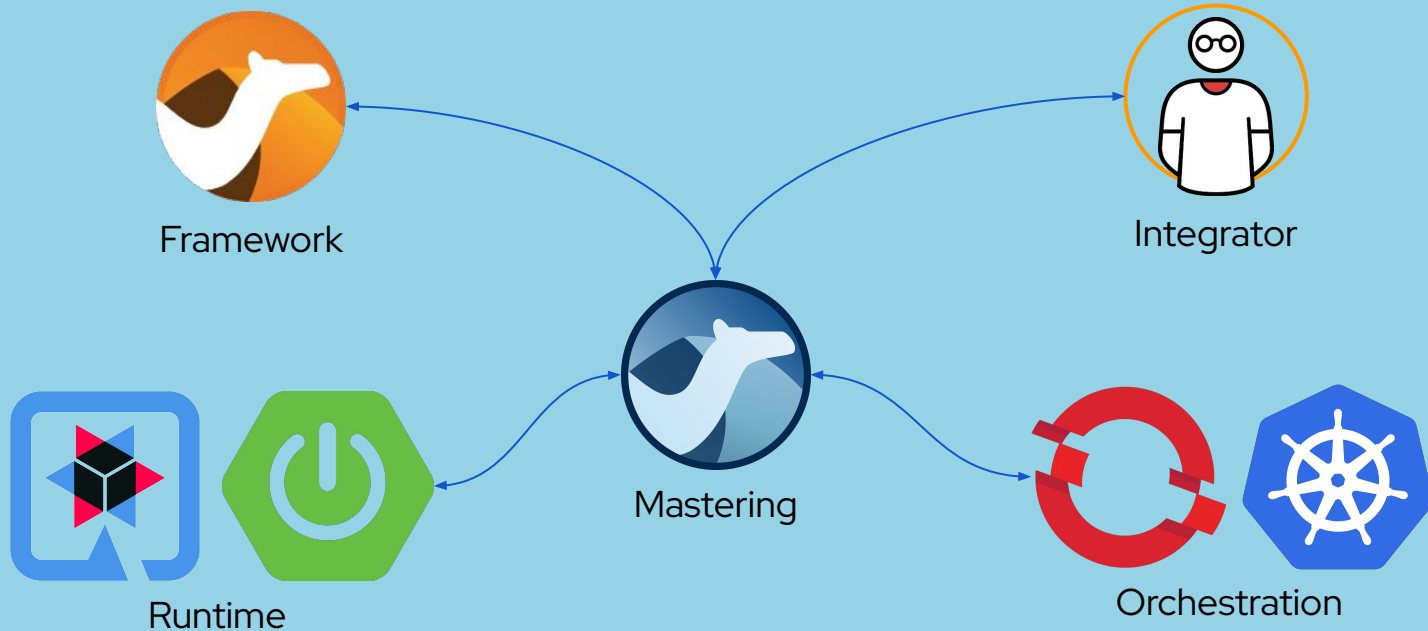 Framework
Integrator
Mastering
Runtime
Orchestration